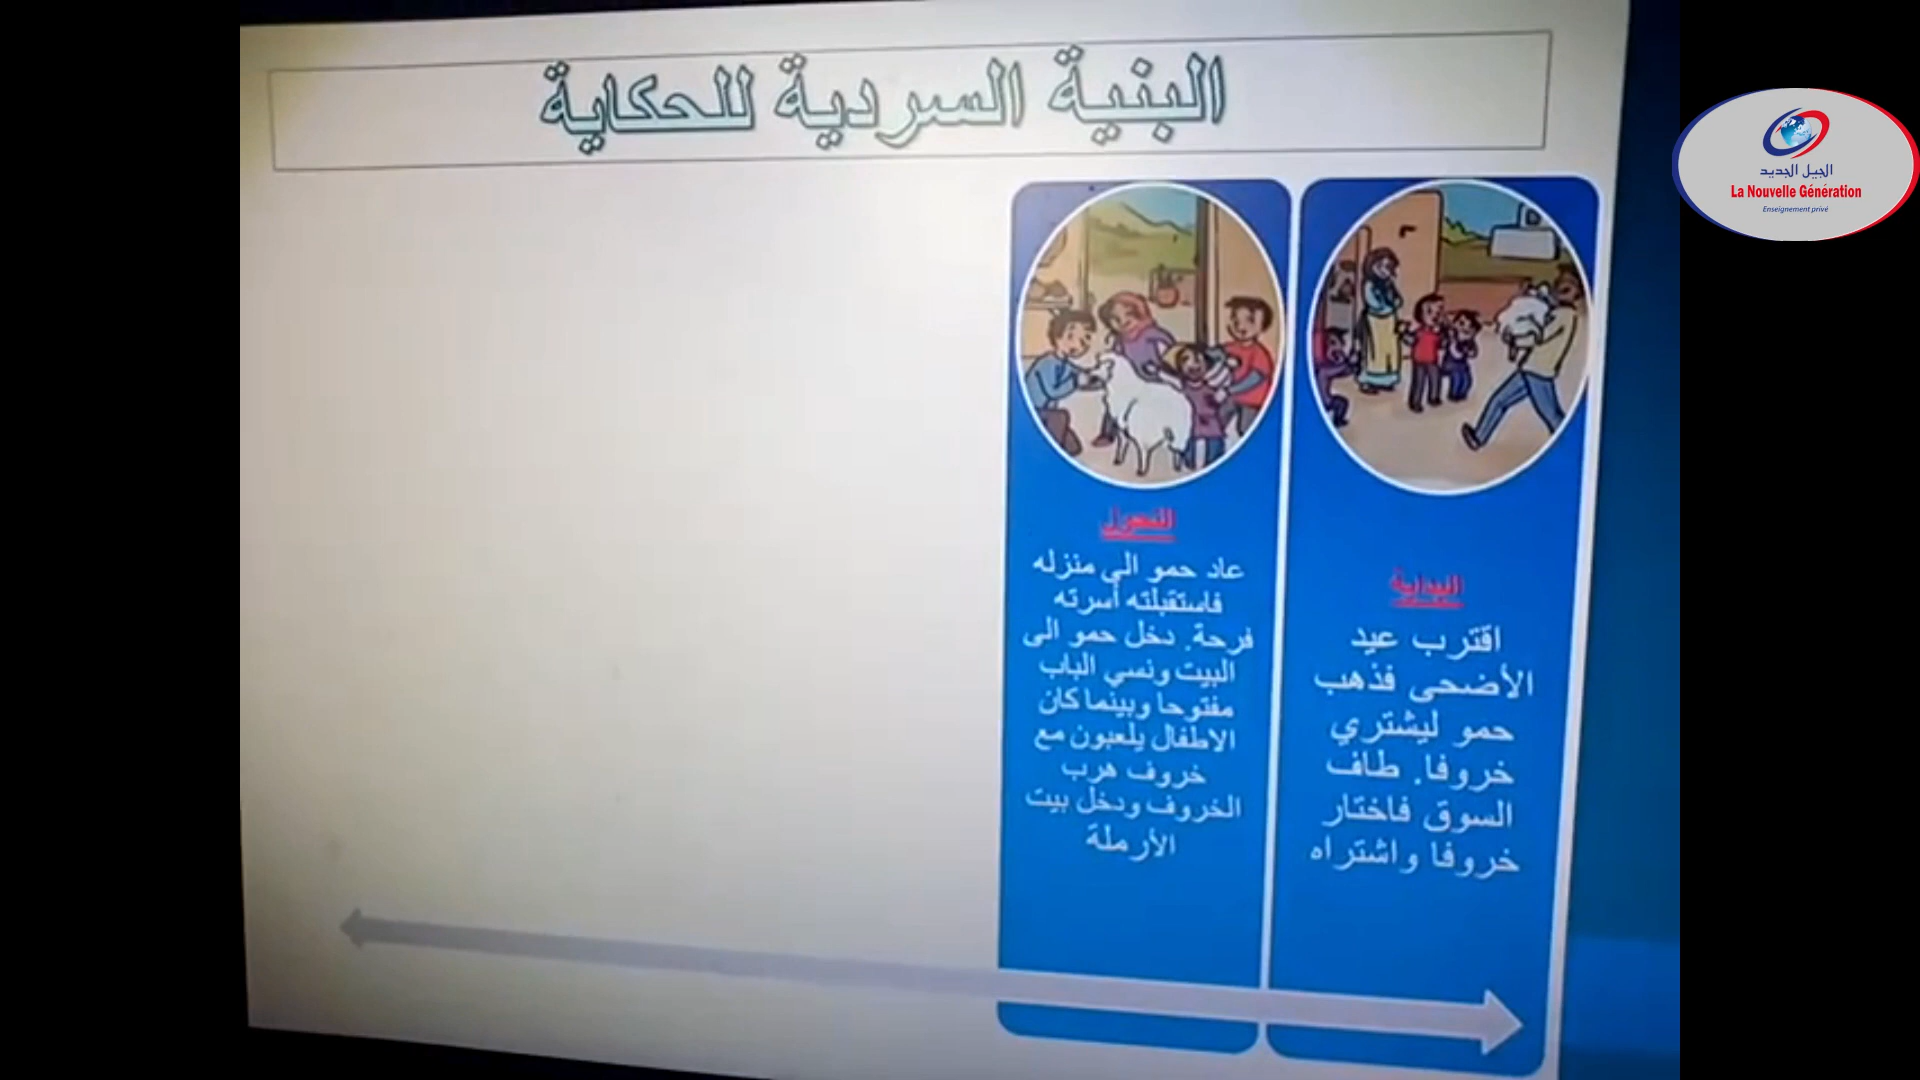 البنية السردية للحكاية
البداية
اقترب عيد
الأضحى فذهب
حمو ليشتري
خروفا. طاف
السوق فاختار
خروفا واشتراه
التحول
عاد حمو الى منزله
فاستقبلته أسرته
فرحة. دخل حمو الى
البيت ونسي الباب
مفتوحا وبينما كان
الاطفال يلعبون مع
خروف هرب
الخروف ودخل بيت
الأرملة
الجيل الجديد
La Nouvelle Génération
Enseignement privé